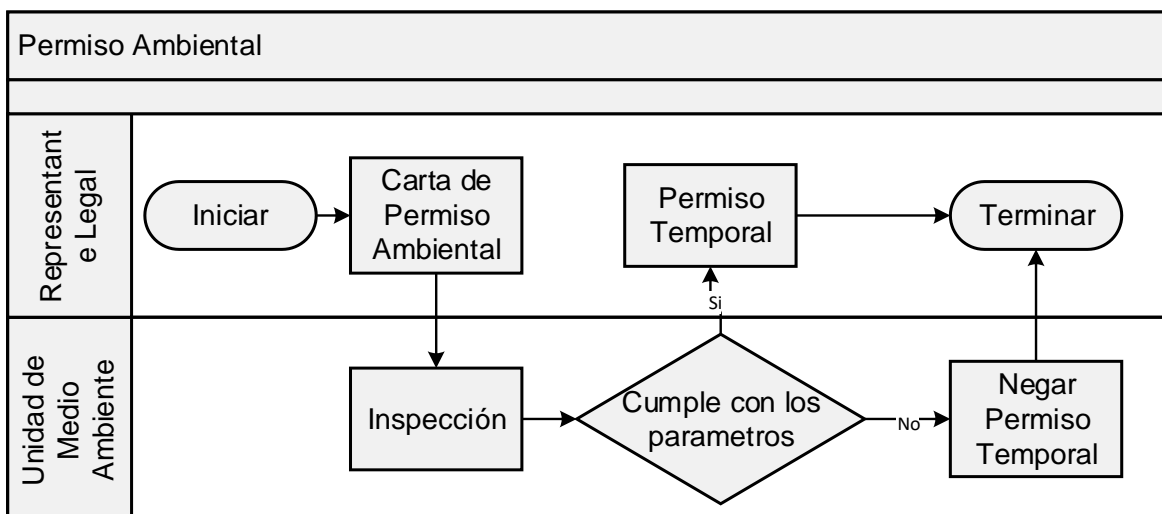 Permiso Ambiental
Representant
e Legal
Iniciar
Carta de
Permiso
Ambiental
Permiso
Temporal
Terminar
Si
Unidad de
Medio
Ambiente
Inspección
Cumple con los
parametros
No
Negar
Permiso
Temporal